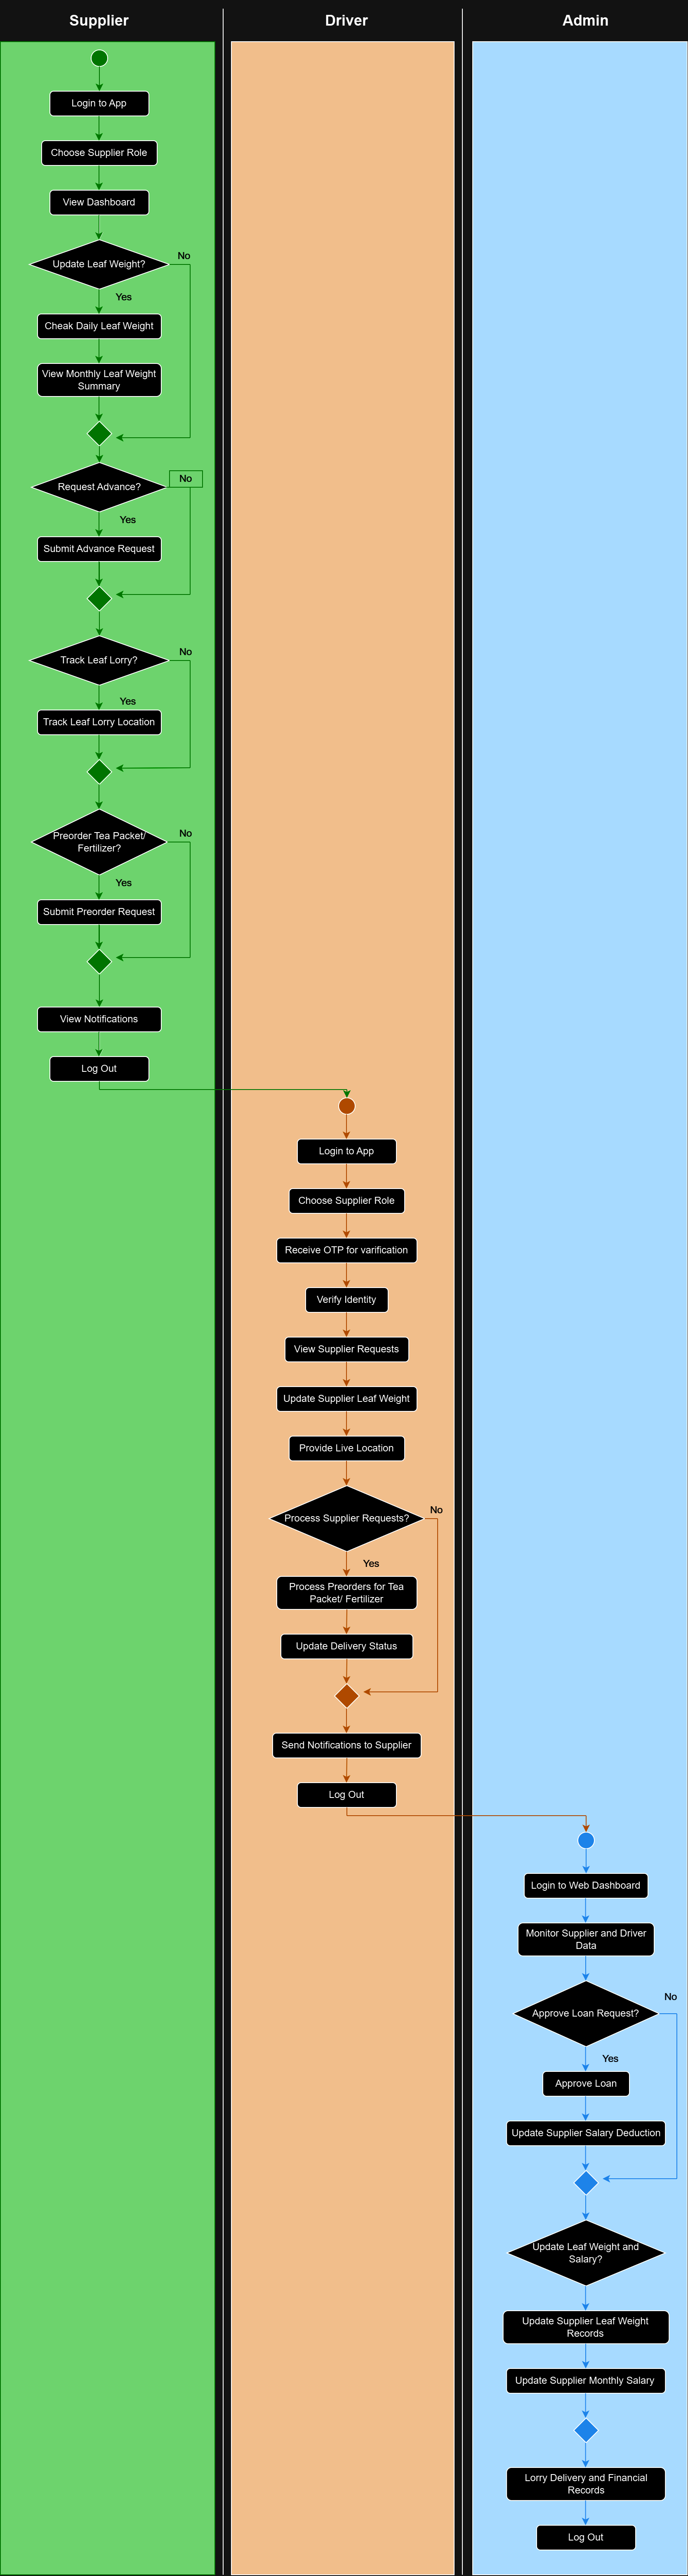 Supplier
Driver
Admin
Login to App
Choose Supplier Role
View Dashboard
Update Leaf Weight?
No
Yes
Cheak Daily Leaf Weight
View Monthly Leaf Weight
Summary
Request Advance?
No
Yes
Submit Advance Request
Track Leaf Lorry?
No
Yes
Track Leaf Lorry Location
Preorder Tea Packet/
Fertilizer?
No
Yes
Submit Preorder Request
View Notifications
Log Out
Login to App
Choose Supplier Role
Receive OTP for varification
Verify Identity
View Supplier Requests
Update Supplier Leaf Weight
Provide Live Location
Process Supplier Requests?
No
Yes
Process Preorders for Tea
Packet/ Fertilizer
Update Delivery Status
Send Notifications to Supplier
Log Out
Login to Web Dashboard
Monitor Supplier and Driver
Data
Approve Loan Request?
No
Yes
Approve Loan
Update Supplier Salary Deduction
Update Leaf Weight and
Salary?
Update Supplier Leaf Weight
Records
Update Supplier Monthly Salary
Lorry Delivery and Financial
Records
Log Out